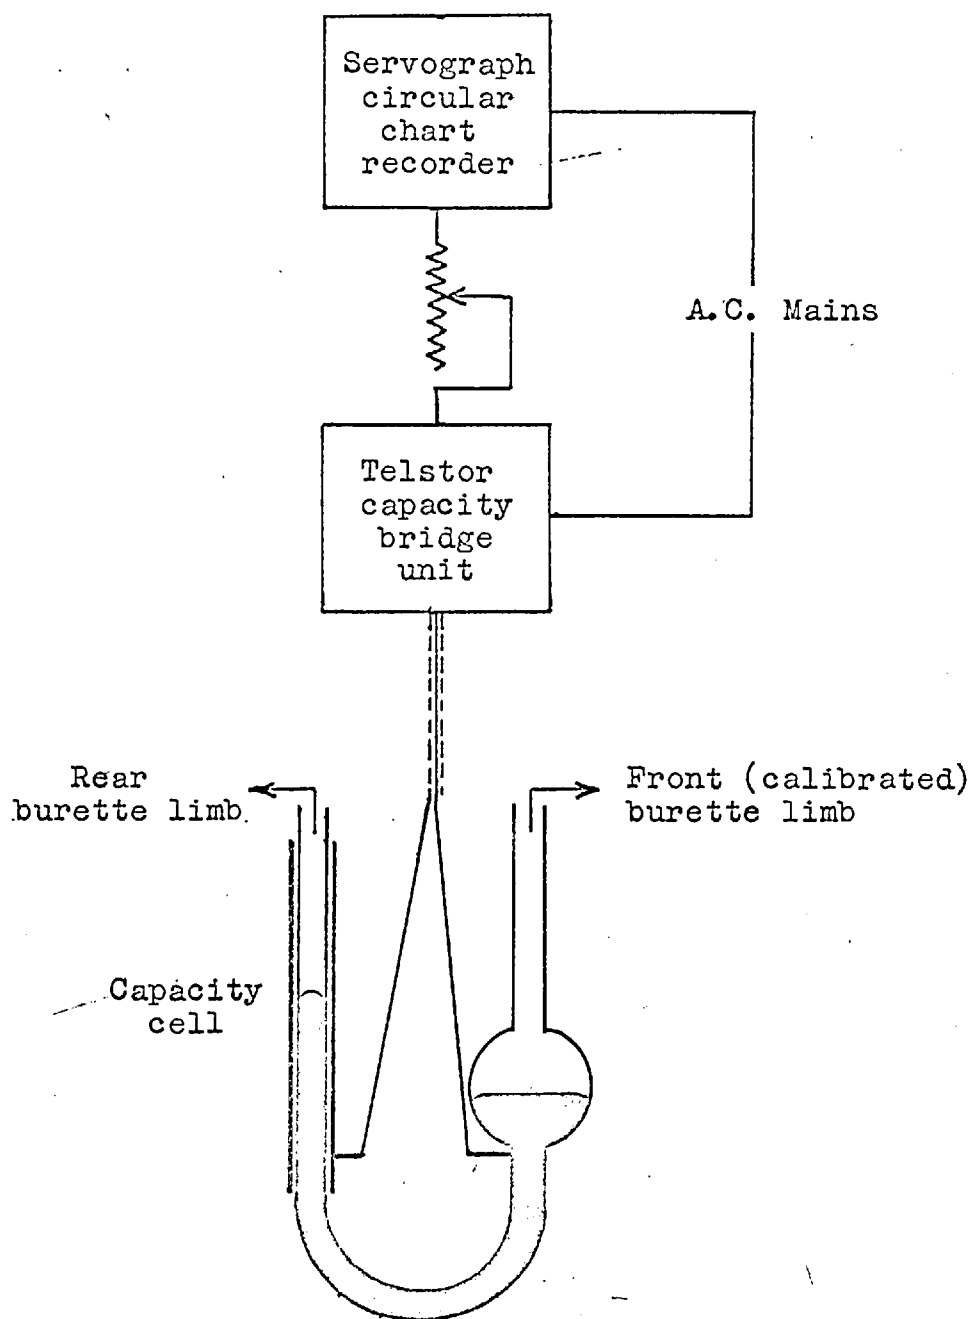 Servograph
circular
chart
recorder
A.C. Mains
Telstor
capacity
bridge
unit
Rear
burette limb
Front (calibrated)
burette limb
Capacity
cell